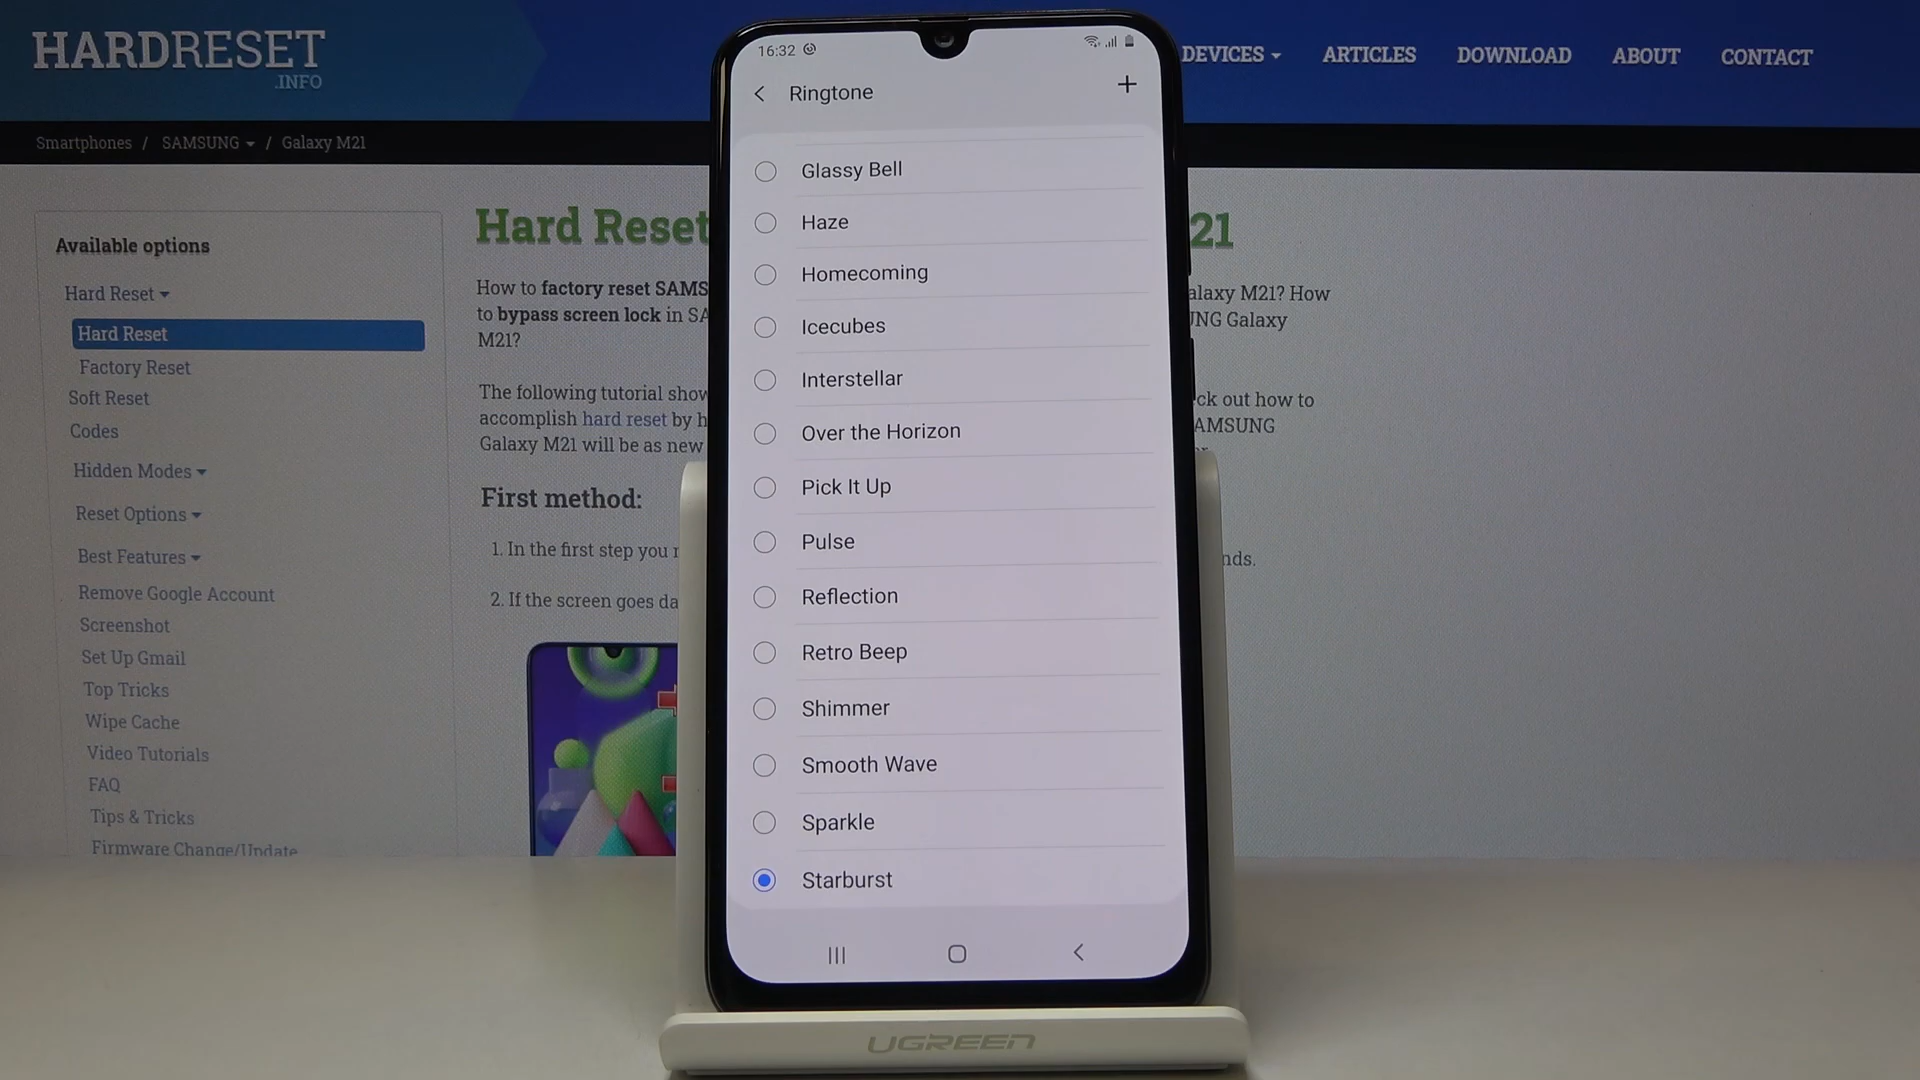 HARDRESET
.INFO
DEVICES
ARTICLES
DOWNLOAD
ABOUT
CONTACT
Smartphones / SAMSUNG / Galaxy M21
Available options
Hard Reset
Hard Reset
Factory Reset
Soft Reset
Codes
Hidden Modes
Reset Options
Best Features
Remove Google Account
Screenshot
Set Up Gmail
Top Tricks
Wipe Cache
Video Tutorials
FAQ
Tips & Tricks
Firmware Change/Update
Hard Reset
How to factory reset SAMS
to bypass screen lock in SA
M21?
The following tutorial show
accomplish hard reset by h
Galaxy M21 will be as new
First method:
1. In the first step you
2. If the screen goes da
16:32
Ringtone
Glassy Bell
Haze
Homecoming
Icecubes
Interstellar
Over the Horizon
Pick It Up
Pulse
Reflection
Retro Beep
Shimmer
Smooth Wave
Sparkle
Starburst
21
alaxy M21? How
NG Galaxy
ck out how to
AMSUNG
nds.
UGREEN